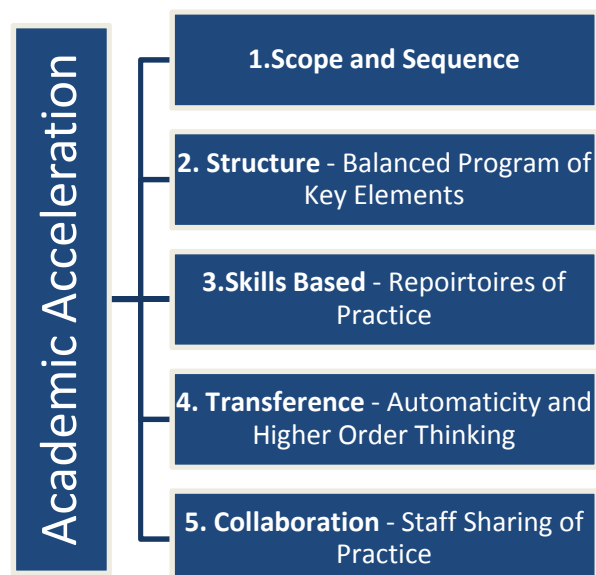 Academic Acceleration
1.Scope and Sequence
2. Structure - Balanced Program of
Key Elements
3.Skills Based - Repoirtoires of
Practice
4. Transference - Automaticity and
Higher Order Thinking
5. Collaboration - Staff Sharing of
Practice